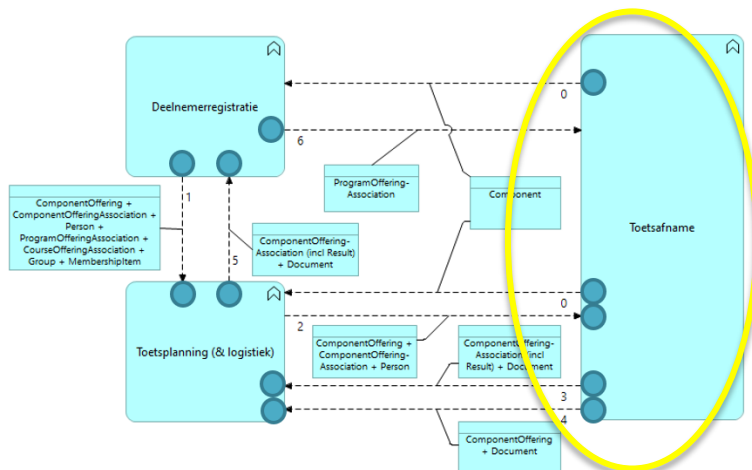 Deelnemerregistratie
0
6
ProgramOffering-
Association
Component
Toetsafname
1
ComponentOffering +
ComponentOfferingAssociation +
Person +
ProgramOfferingAssociation +
CourseOfferingAssociation +
Group + MembershipItem
ComponentOffering-
Association (incl Result)
+ Document
5
0
2
Toetsplanning (& logistiek)
ComponentOffering +
ComponentOffering-
Association + Person
ComponentOffering-
Association (incl
Result) + Document
3
4
ComponentOffering
+ Document